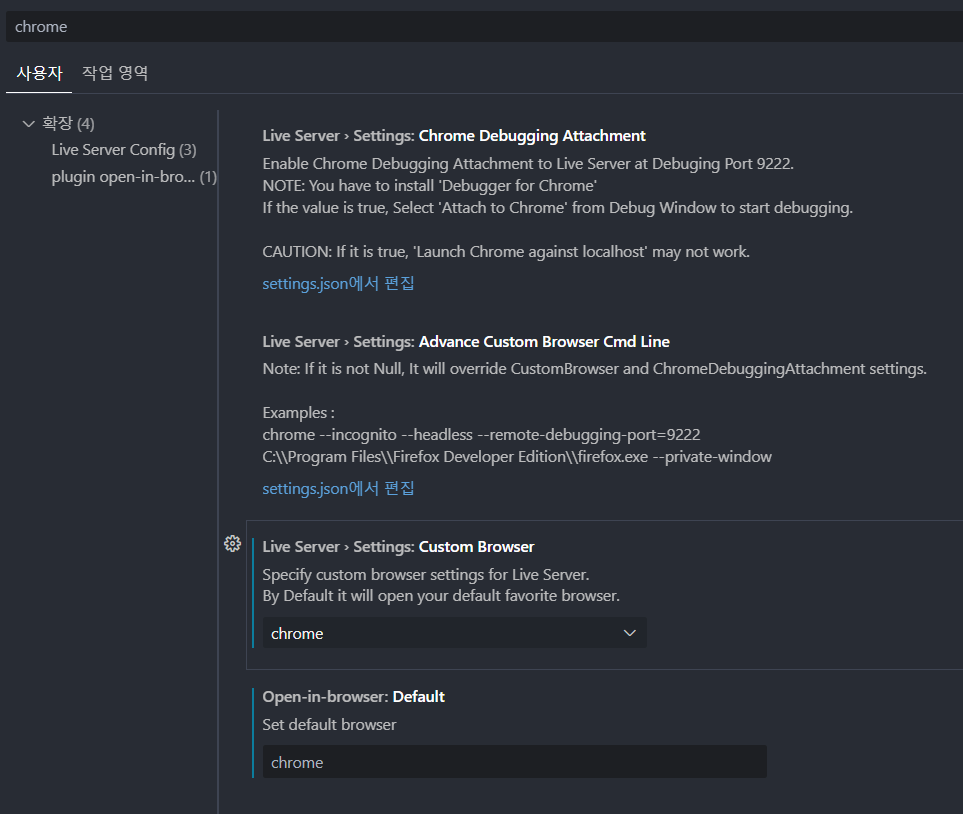 chrome
사용자 작업 영역
확장 (4)
Live Server Config (3)
plugin open-in-bro... (1)
Live Server › Settings: Chrome Debugging Attachment
Enable Chrome Debugging Attachment to Live Server at Debuging Port 9222.
NOTE: You have to install 'Debugger for Chrome'
If the value is true, Select 'Attach to Chrome' from Debug Window to start debugging.
CAUTION: If it is true, 'Launch Chrome against localhost' may not work.
settings.json에서 편집
Live Server › Settings: Advance Custom Browser Cmd Line
Note: If it is not Null, It will override CustomBrowser and ChromeDebuggingAttachment settings.
Examples :
chrome --incognito --headless --remote-debugging-port=9222
C:\\Program Files\\Firefox Developer Edition\\firefox.exe --private-window
settings.json에서 편집
Live Server › Settings: Custom Browser
Specify custom browser settings for Live Server.
By Default it will open your default favorite browser.
chrome
Open-in-browser: Default
Set default browser
chrome